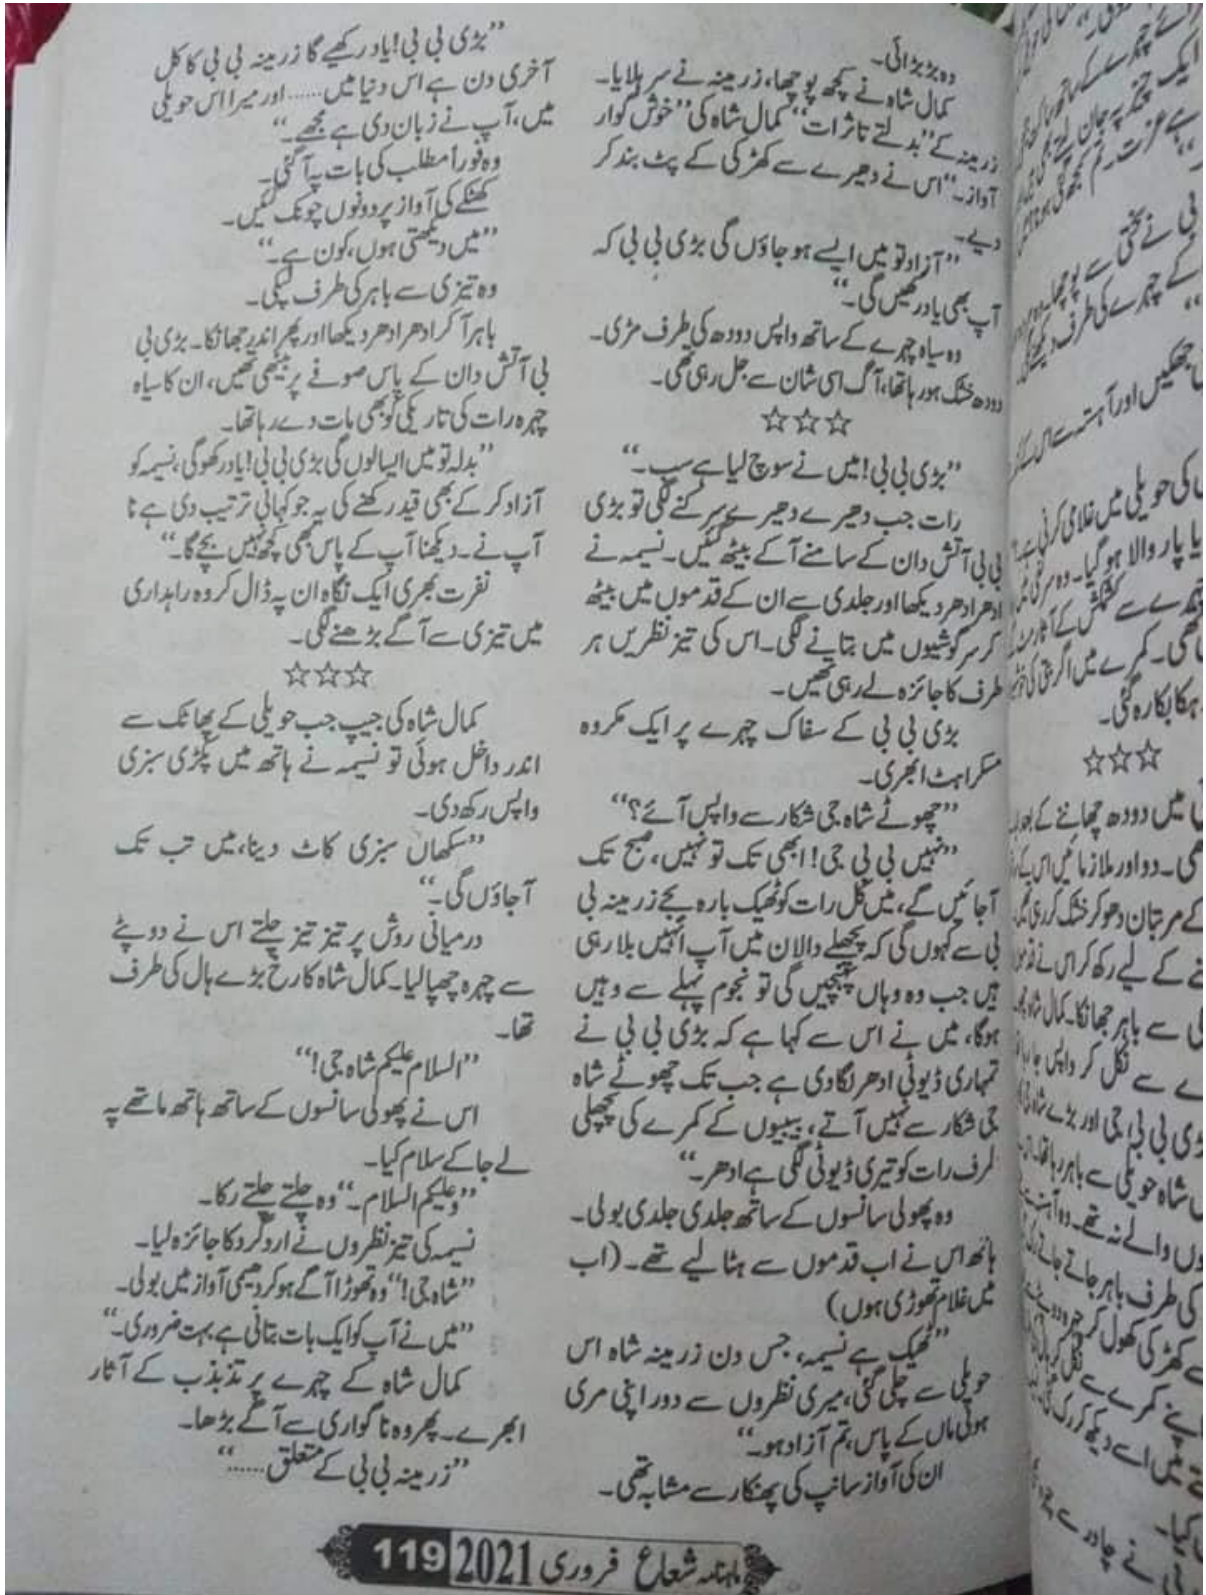 وہ بڑبڑائی۔
کمال شاہ نے کچھ پوچھا، زرمینہ نے سر ہلایا۔
زرمینہ کے ”بدلتے تاثرات“ کمال شاہ کی ”خوش گوار
آواز۔“ اس نے دھیرے سے کھڑکی کے پٹ بند کر
دیے۔
”آزاد تو میں ایسے ہو جاؤں گی بڑی بی بی کہ
آپ بھی یاد رکھیں گی۔“
وہ سیاہ چہرے کے ساتھ واپس دودھ کی طرف مڑی۔
دودھ خشک ہو رہا تھا، آگ اسی شان سے جل رہی تھی۔
☆☆☆
”بڑی بی بی! میں نے سوچ لیا ہے سب۔“
رات جب دھیرے دھیرے سرکنے لگی تو بڑی
بی بی آتش دان کے سامنے آ کے بیٹھ گئیں۔ نسیمہ نے
ادھر ادھر دیکھا اور جلدی سے ان کے قدموں میں بیٹھ
کر سرگوشیوں میں بتانے لگی۔ اس کی تیز نظریں ہر
طرف کا جائزہ لے رہی تھیں۔
بڑی بی بی کے سفاک چہرے پر ایک مکروہ
مسکراہٹ ابھری۔
”چھوٹے شاہ جی شکار سے واپس آئے؟“
”نہیں بی بی جی! ابھی تک تو نہیں، صبح تک
آجائیں گے، میں کل رات کو ٹھیک بارہ بجے زرمینہ بی
بی سے کہوں گی کہ پچھلے دالان میں آپ انہیں بلا رہی
ہیں جب وہ وہاں پہنچیں گی تو نجوم پہلے سے وہیں
ہوگا، میں نے اس سے کہا ہے کہ بڑی بی بی نے
تمہاری ڈیوٹی ادھر لگا دی ہے جب تک چھوٹے شاہ
جی شکار سے نہیں آتے، بیبیوں کے کمرے کی پچھلی
طرف رات کو تیری ڈیوٹی لگی ہے ادھر۔“
وہ پھولی سانسوں کے ساتھ جلدی جلدی بولی۔
ہاتھ اس نے اب قدموں سے ہٹا لیے تھے۔ (اب
میں غلام تھوڑی ہوں)
”ٹھیک ہے نسیمہ، جس دن زرمینہ شاہ اس
حویلی سے چلی گئی، میری نظروں سے دور اپنی مری
ہوئی ماں کے پاس، تم آزاد ہو۔“
ان کی آواز سانپ کی پھنکار سے مشابہ تھی۔
”بڑی بی بی! یاد رکھیے گا زرمینہ بی بی کا کل
آخری دن ہے اس دنیا میں...... اور میرا اس حویلی
میں، آپ نے زبان دی ہے مجھے۔“
وہ فوراً مطلب کی بات پہ آگئی۔
کھٹکے کی آواز پر دونوں چونک گئیں۔
”میں دیکھتی ہوں، کون ہے۔“
وہ تیزی سے باہر کی طرف لپکی۔
باہر آ کر ادھر ادھر دیکھا اور پھر اندر جھانکا۔ بڑی بی
بی آتش دان کے پاس صوفے پر بیٹھی تھیں، ان کا سیاہ
چہرہ رات کی تاریکی کو بھی مات دے رہا تھا۔
”بدلہ تو میں ایسا لوں گی بڑی بی بی! یاد رکھو گی، نسیمہ کو
آزاد کر کے بھی قید رکھنے کی یہ جو کہانی ترتیب دی ہے نا
آپ نے۔ دیکھنا آپ کے پاس بھی کچھ نہیں بچے گا۔“
نفرت بھری ایک نگاہ ان پہ ڈال کر وہ راہداری
میں تیزی سے آگے بڑھنے لگی۔
☆☆☆
کمال شاہ کی جیپ جب حویلی کے پھاٹک سے
اندر داخل ہوئی تو نسیمہ نے ہاتھ میں پکڑی سبزی
واپس رکھ دی۔
”سکھاں سبزی کاٹ دینا، میں تب تک
آجاؤں گی۔“
درمیانی روش پر تیز تیز چلتے اس نے دوپٹے
سے چہرہ چھپا لیا۔ کمال شاہ کا رخ بڑے ہال کی طرف
تھا۔
”السلام علیکم شاہ جی!“
اس نے پھولی سانسوں کے ساتھ ہاتھ ماتھے پہ
لے جا کے سلام کیا۔
”وعلیکم السلام۔“ وہ چلتے چلتے رکا۔
نسیمہ کی تیز نظروں نے ارد گرد کا جائزہ لیا۔
”شاہ جی!“ وہ تھوڑا آگے ہو کر دھیمی آواز میں بولی۔
”میں نے آپ کو ایک بات بتانی ہے بہت ضروری۔“
کمال شاہ کے چہرے پر تذبذب کے آثار
ابھرے۔ پھر وہ ناگواری سے آگے بڑھا۔
”زرمینہ بی بی کے متعلق......“
ماہنامہ شعاع فروری 2021 119